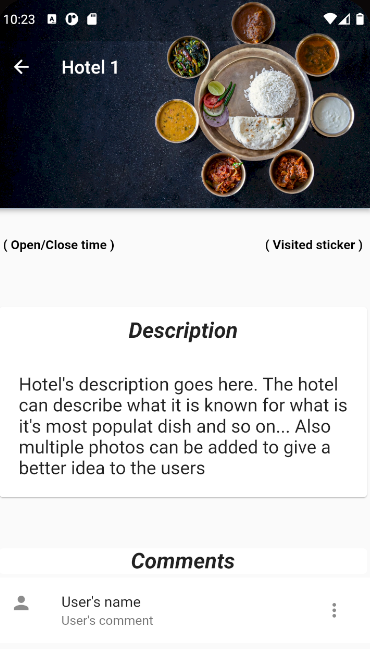 10:23
Hotel 1
( Open/Close time ) ( Visited sticker )
Description
Hotel's description goes here. The hotel
can describe what it is known for what is
it's most populat dish and so on... Also
multiple photos can be added to give a
better idea to the users
Comments
User's name
User's comment